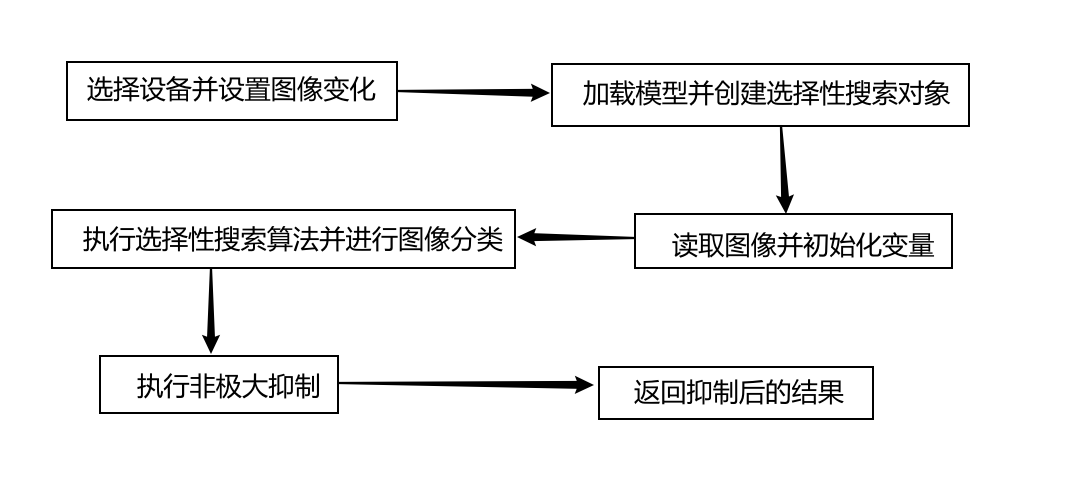 选择设备并设置图像变化
加载模型并创建选择性搜索对象
读取图像并初始化变量
执行选择性搜索算法并进行图像分类
执行非极大抑制
返回抑制后的结果